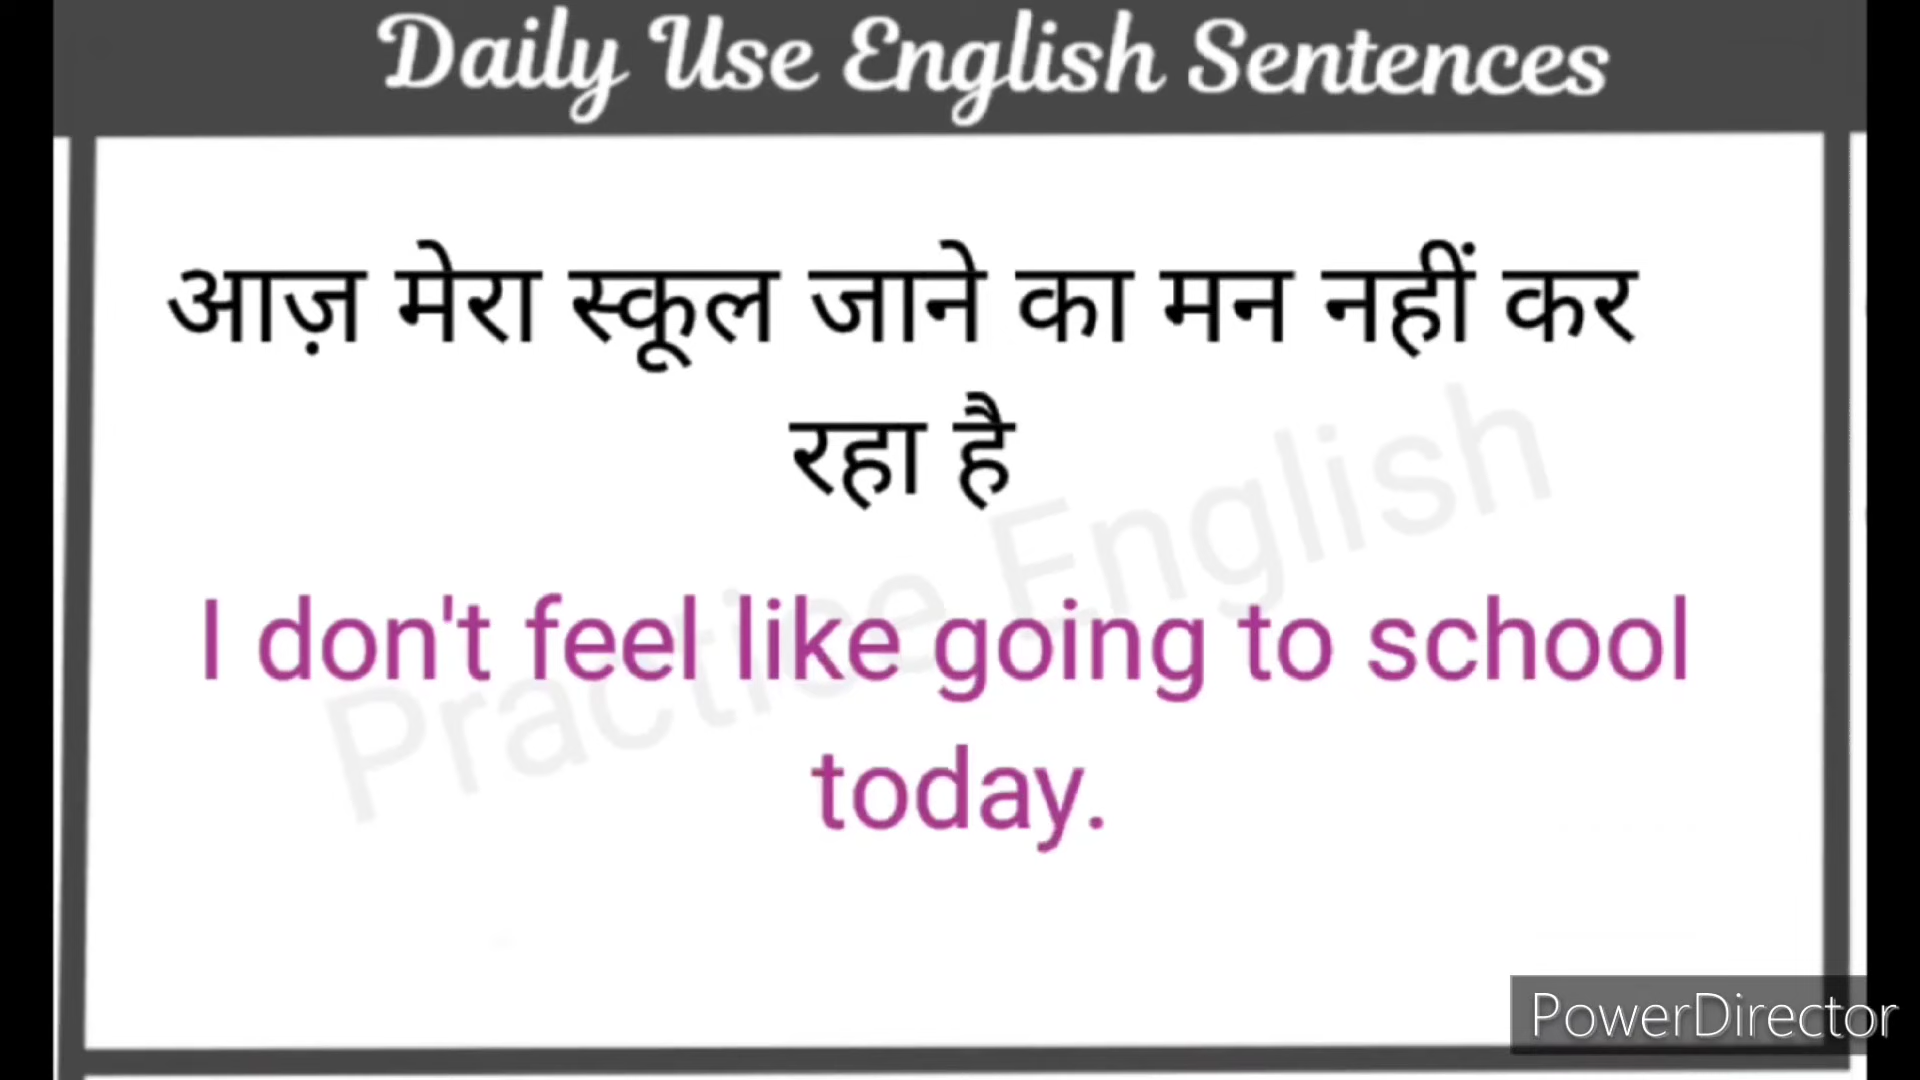 Daily Use English Sentences
आज़ मेरा स्कूल जाने का मन नहीं कर
रहा है
Practice English
I don't feel like going to school
today.
PowerDirector